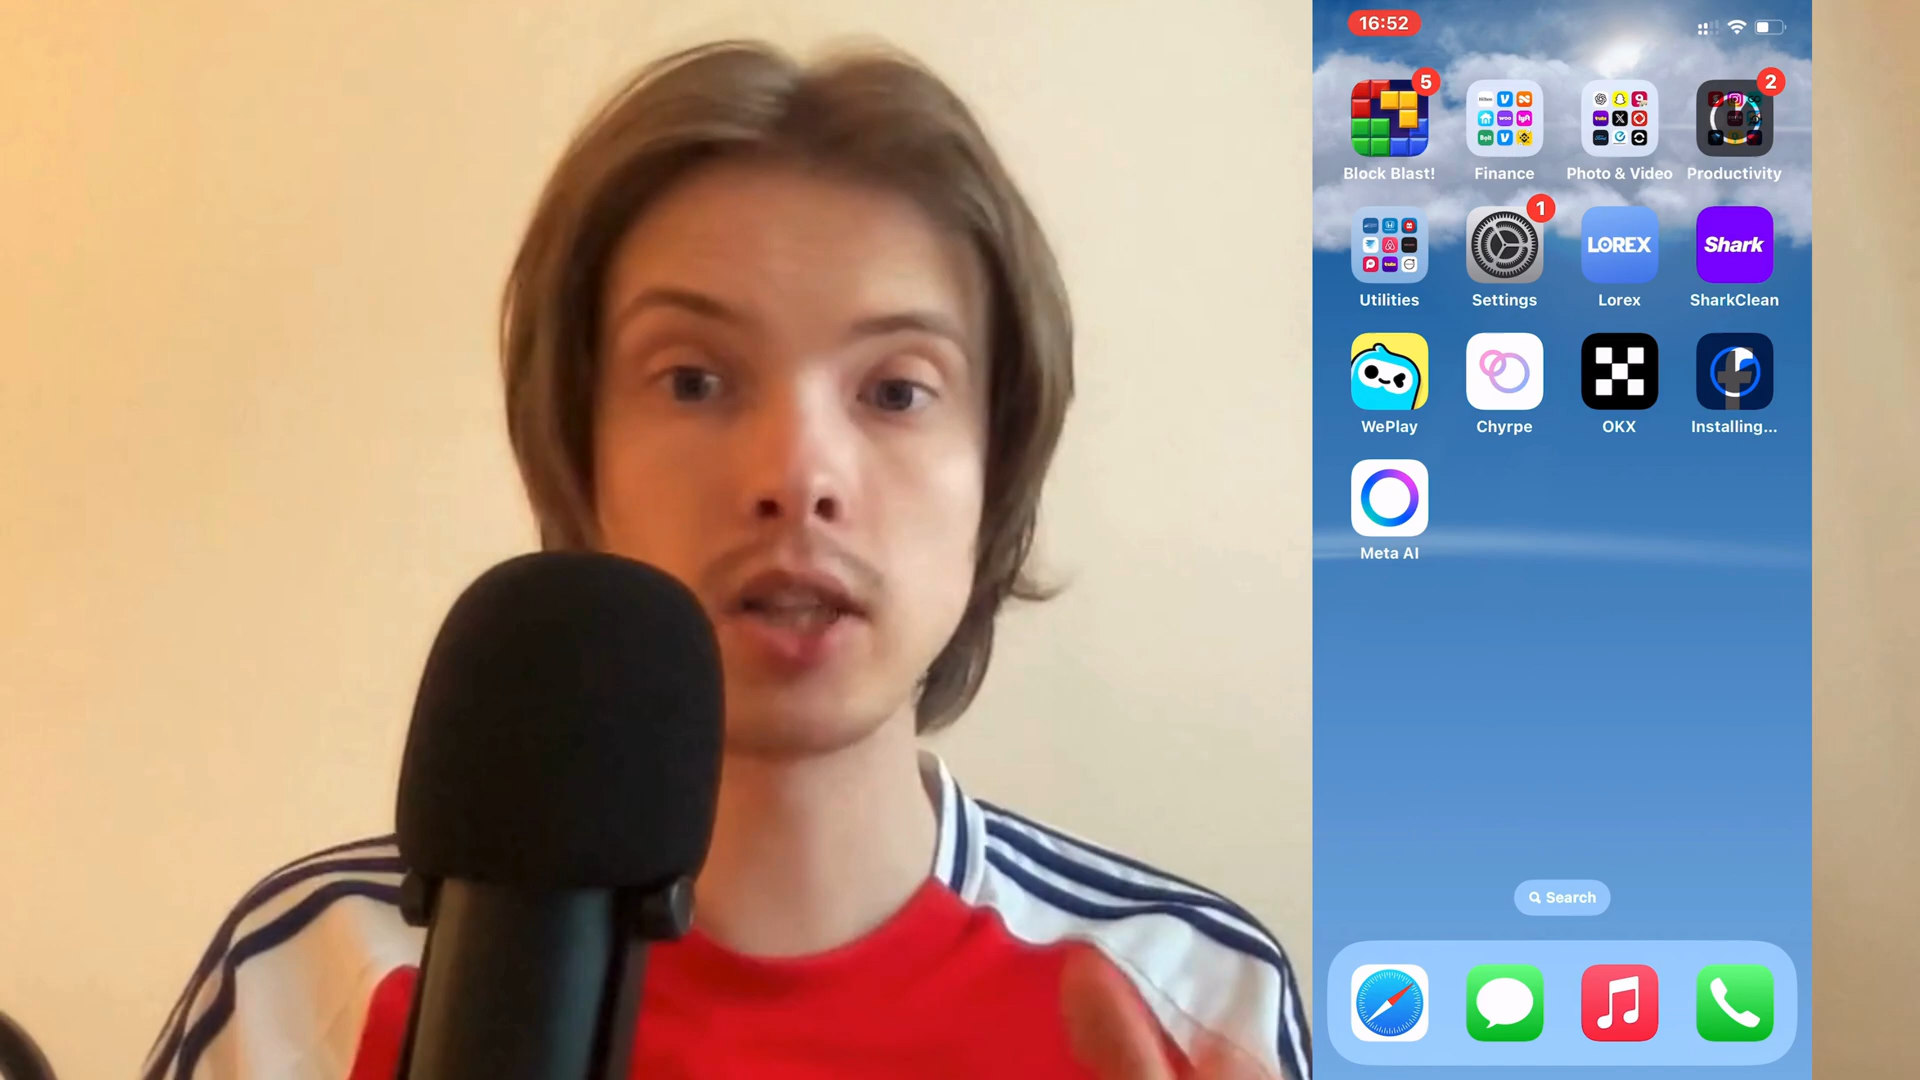 16:52
5
2
Block Blast!
Finance
Photo & Video
Productivity
1
LOREX
Shark
Utilities
Settings
Lorex
SharkClean
WePlay
Chyrpe
OKX
Installing...
Meta AI
Search